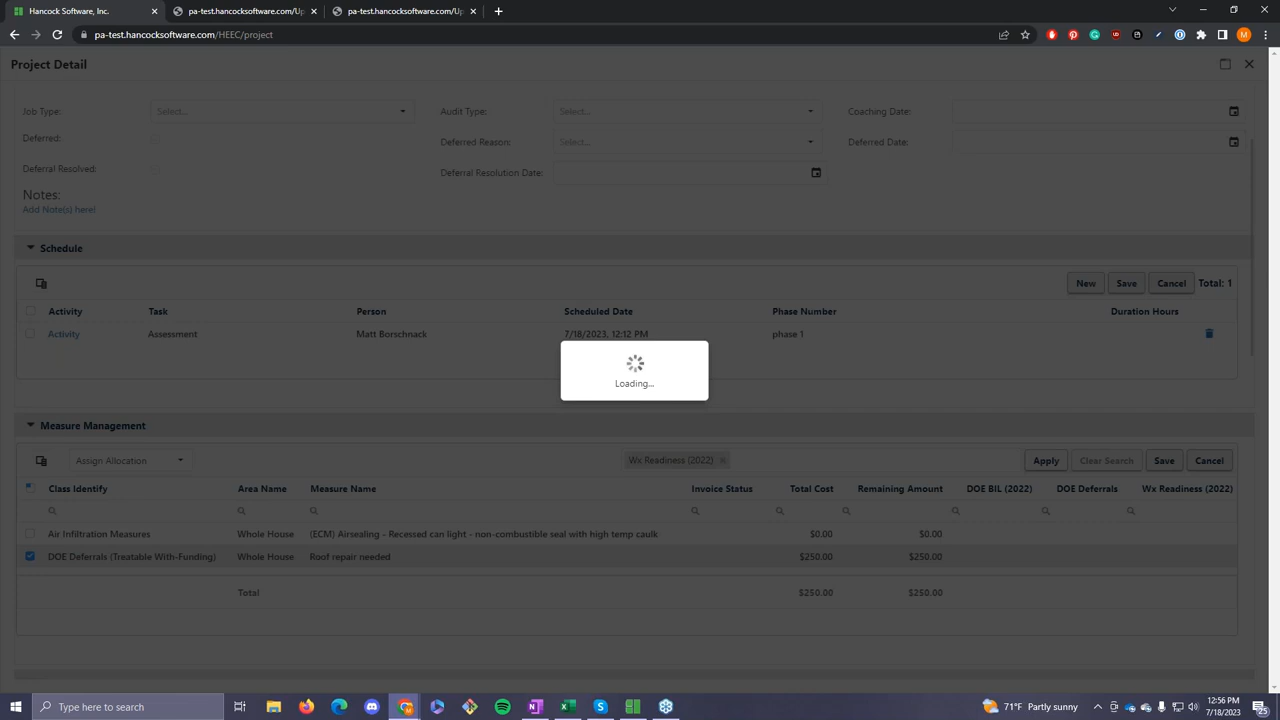 Hancock Software, Inc.
pa-test.hancocksoftware.com/Up
pa-test.hancocksoftware.com/Up
pa-test.hancocksoftware.com/HEEC/project
Project Detail
Job Type: Select... Audit Type: Select... Coaching Date:
Deferred: Deferred Reason: Select... Deferred Date:
Deferral Resolved: Deferral Resolution Date:
Notes:
Add Note(s) here!
Schedule
New Save Cancel Total: 1
Activity Task Person Scheduled Date Phase Number Duration Hours
Activity Assessment Matt Borschnack 7/18/2023, 12:12 PM phase 1
Loading...
Measure Management
Assign Allocation Wx Readiness (2022) Apply Clear Search Save Cancel
Class Identify Area Name Measure Name Invoice Status Total Cost Remaining Amount DOE BIL (2022) DOE Deferrals Wx Readiness (2022)
Air Infiltration Measures Whole House (ECM) Airsealing - Recessed can light - non-combustible seal with high temp caulk $0.00 $0.00
DOE Deferrals (Treatable With-Funding) Whole House Roof repair needed $250.00 $250.00
Total $250.00 $250.00
Type here to search
71°F Partly sunny
12:56 PM
7/18/2023
25